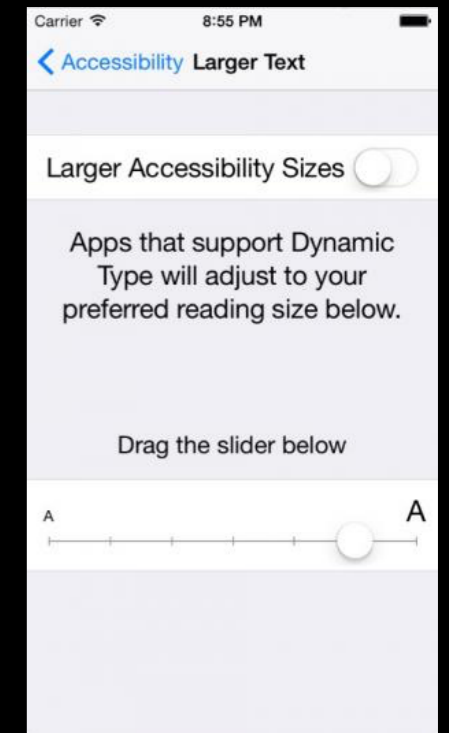 Carrier 8:55 PM
Accessibility Larger Text
Larger Accessibility Sizes
Apps that support Dynamic
Type will adjust to your
preferred reading size below.
Drag the slider below
A A